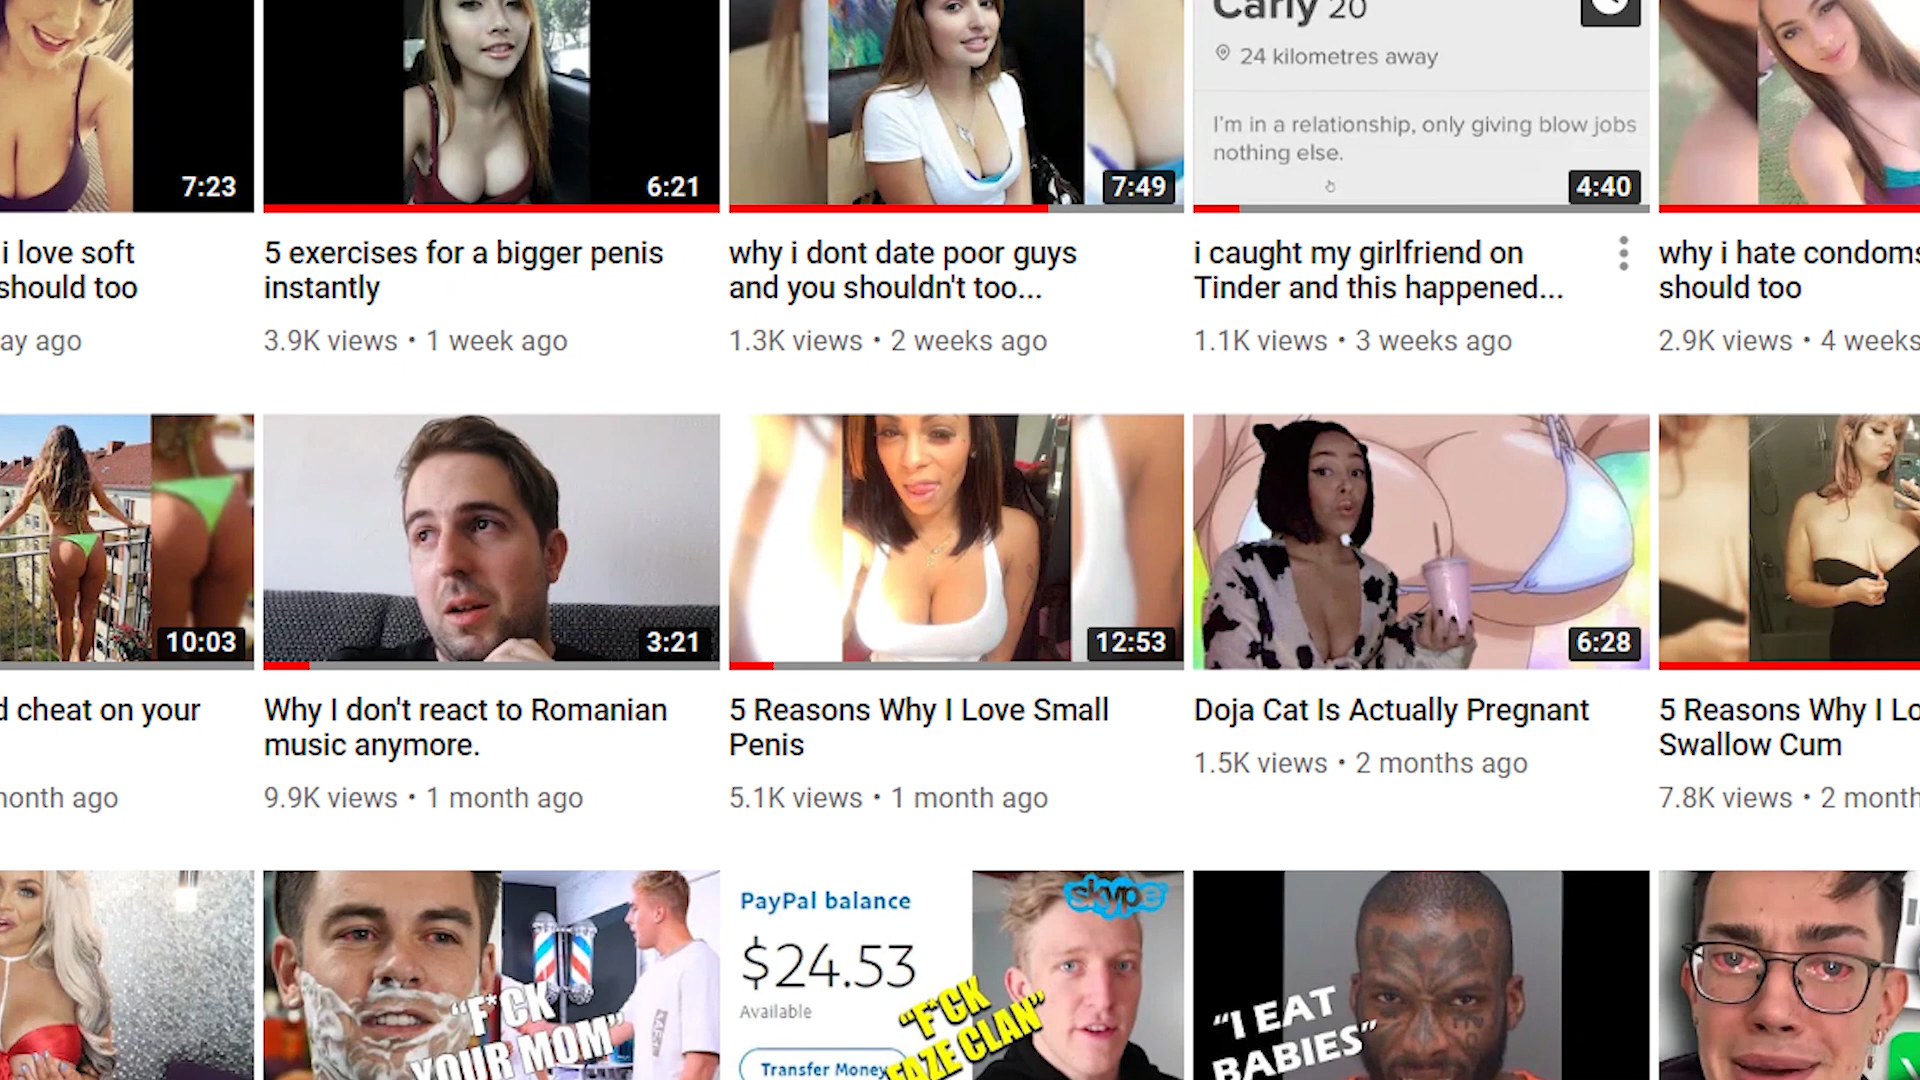 Carly 20
24 kilometres away
I'm in a relationship, only giving blow jobs
nothing else.
7:23
6:21
7:49
4:40
i love soft
should too
ay ago
5 exercises for a bigger penis
instantly
3.9K views • 1 week ago
why i dont date poor guys
and you shouldn't too...
1.3K views • 2 weeks ago
i caught my girlfriend on
Tinder and this happened...
1.1K views • 3 weeks ago
why i hate condoms
should too
2.9K views • 4 weeks
10:03
3:21
12:53
6:28
d cheat on your
onth ago
Why I don't react to Romanian
music anymore.
9.9K views • 1 month ago
5 Reasons Why I Love Small
Penis
5.1K views • 1 month ago
Doja Cat Is Actually Pregnant
1.5K views • 2 months ago
5 Reasons Why I Lo
Swallow Cum
7.8K views • 2 month
"F*CK
YOUR MOM"
PayPal balance
$24.53
Available
Transfer Money
skype
"F*CK
FAZE CLAN"
"I EAT
BABIES"